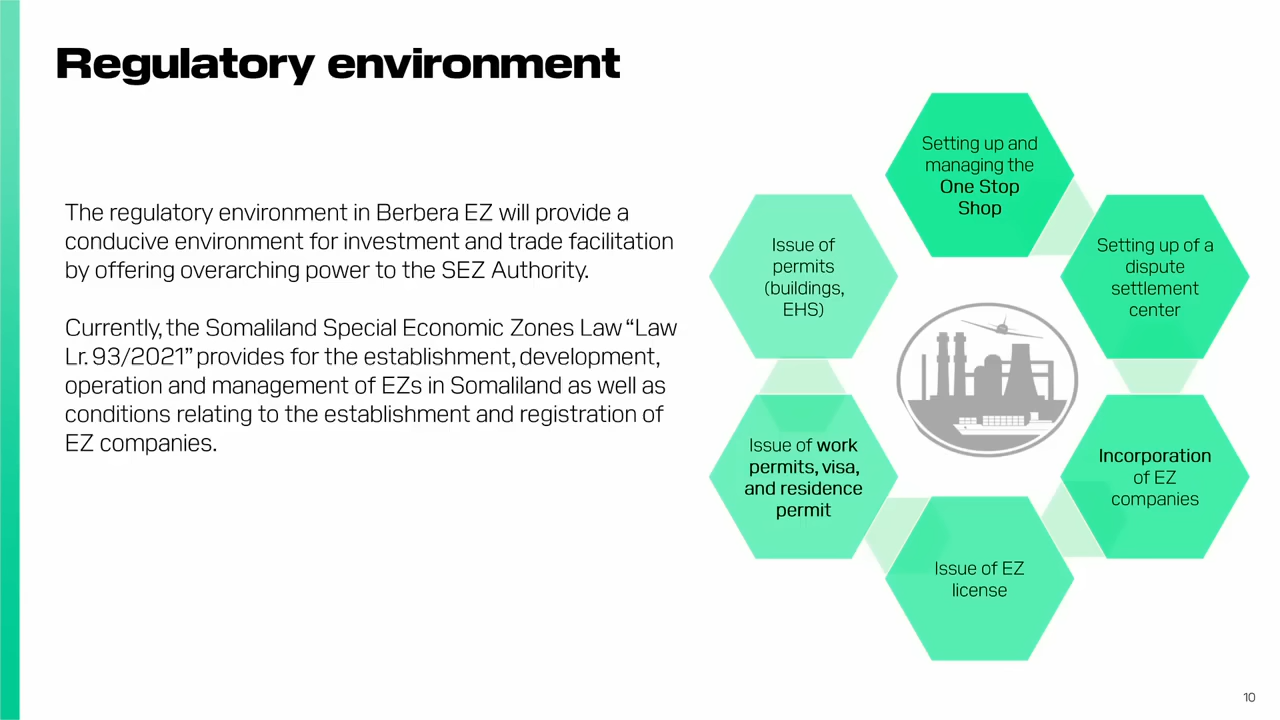 Regulatory environment
The regulatory environment in Berbera EZ will provide a
conducive environment for investment and trade facilitation
by offering overarching power to the SEZ Authority.
Currently, the Somaliland Special Economic Zones Law “Law
Lr. 93/2021” provides for the establishment, development,
operation and management of EZs in Somaliland as well as
conditions relating to the establishment and registration of
EZ companies.
Setting up and
managing the
One Stop
Shop
Setting up of a
dispute
settlement
center
Incorporation
of EZ
companies
Issue of EZ
license
Issue of work
permits, visa,
and residence
permit
Issue of
permits
(buildings,
EHS)
10